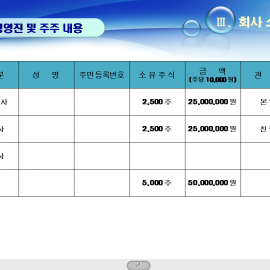 Ⅲ 회사 소
경영진 및 주주 내용
분 성 명 주민등록번호 소 유 주 식 금 액 관
(주당 10,000원)
사 2,500 주 25,000,000 원 본
사 2,500 주 25,000,000 원 친
사
5,000 주 50,000,000 원